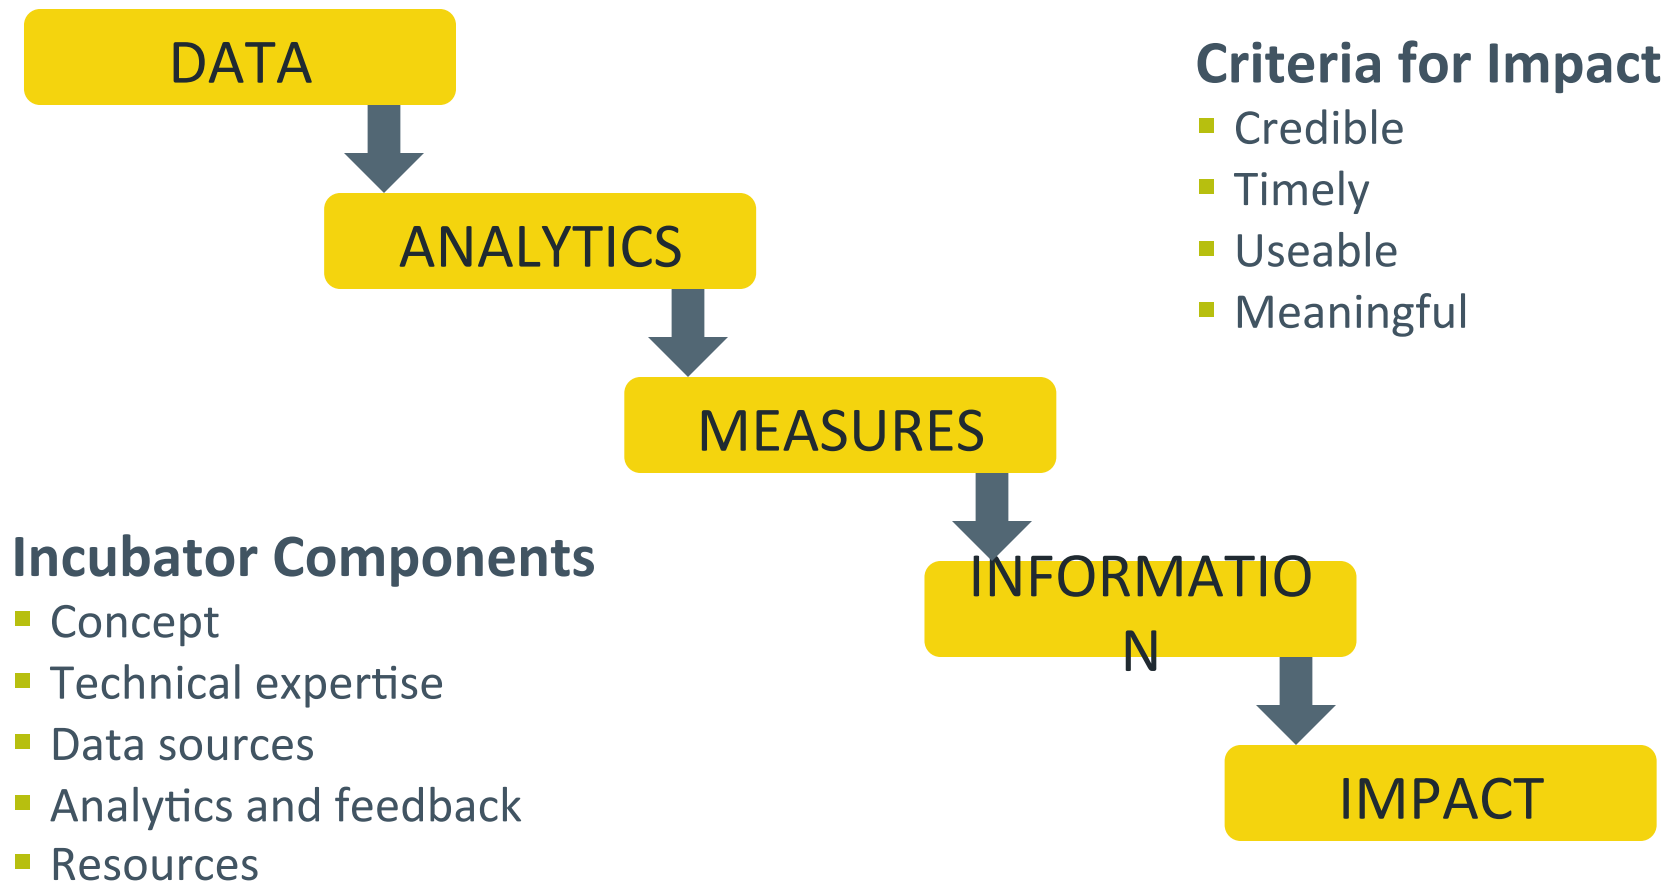 DATA
ANALYTICS
MEASURES
INFORMATIO
N
IMPACT
Criteria for Impact
Credible
Timely
Useable
Meaningful
Incubator Components
Concept
Technical expertise
Data sources
Analytics and feedback
Resources